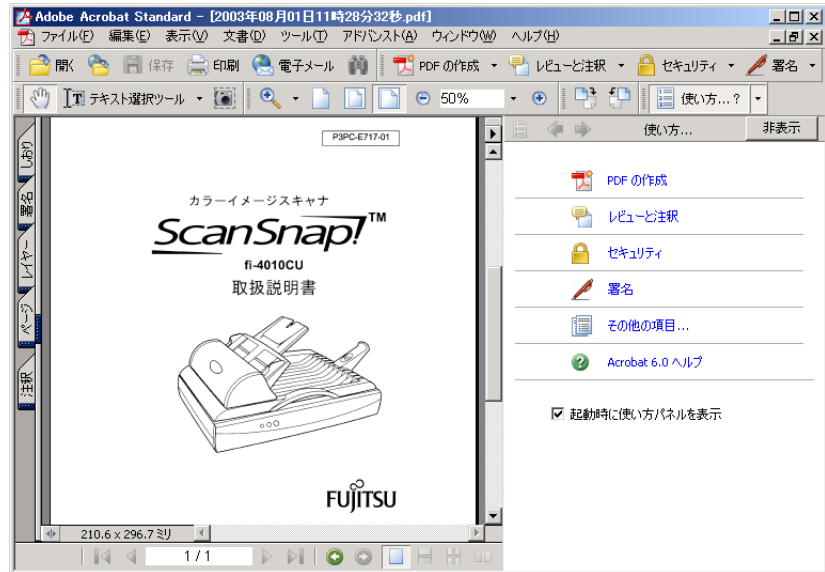 Adobe Acrobat Standard - [2003年08月01日11時28分32秒.pdf]
ファイル(F) 編集(E) 表示(V) 文書(D) ツール(T) アドバンスト(A) ウィンドウ(W) ヘルプ(H)
開く 保存 印刷 電子メール PDF の作成 レビューと注釈 セキュリティ 署名
テキスト選択ツール 50% 使い方...?
使い方... 非表示
しおり
署名
レイヤー
ページ
注釈
P3PC-E717-01
カラーイメージスキャナ
ScanSnap!™
fi-4010CU
取扱説明書
FUJITSU
PDF の作成
レビューと注釈
セキュリティ
署名
その他の項目...
Acrobat 6.0 ヘルプ
起動時に使い方パネルを表示
210.6 x 296.7 ミリ
1 / 1